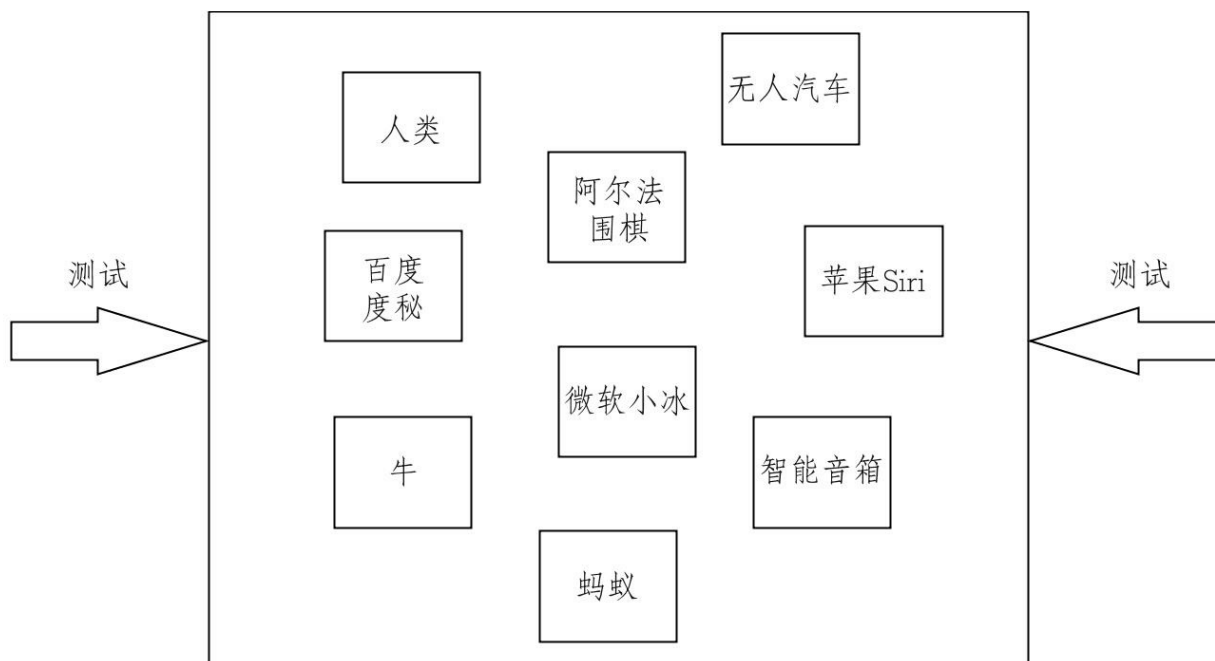 无人汽车
人类
阿尔法
围棋
百度
度秘
苹果Siri
测试
测试
微软小冰
牛
智能音箱
蚂蚁